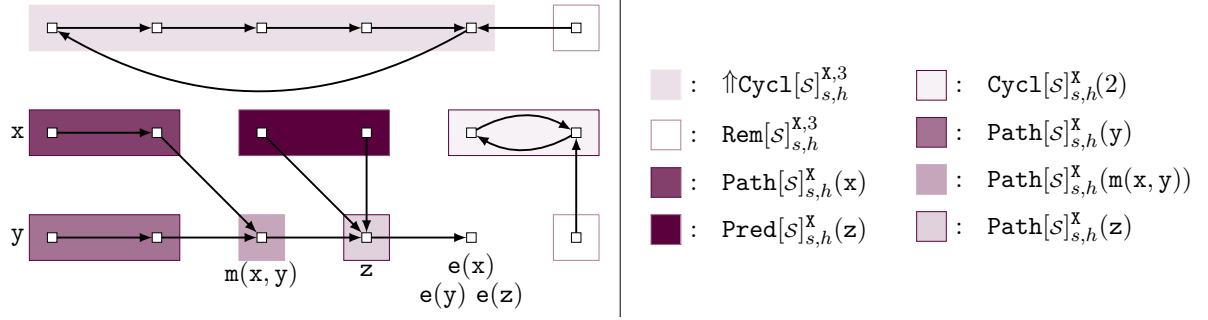 x
y
m(x, y)
z
e(x)
e(y) e(z)
: ⇑Cycl[𝒮]^{X,3}_{s,h}
: Rem[𝒮]^{X,3}_{s,h}
: Path[𝒮]^{X}_{s,h}(x)
: Pred[𝒮]^{X}_{s,h}(z)
: Cycl[𝒮]^{X}_{s,h}(2)
: Path[𝒮]^{X}_{s,h}(y)
: Path[𝒮]^{X}_{s,h}(m(x, y))
: Path[𝒮]^{X}_{s,h}(z)